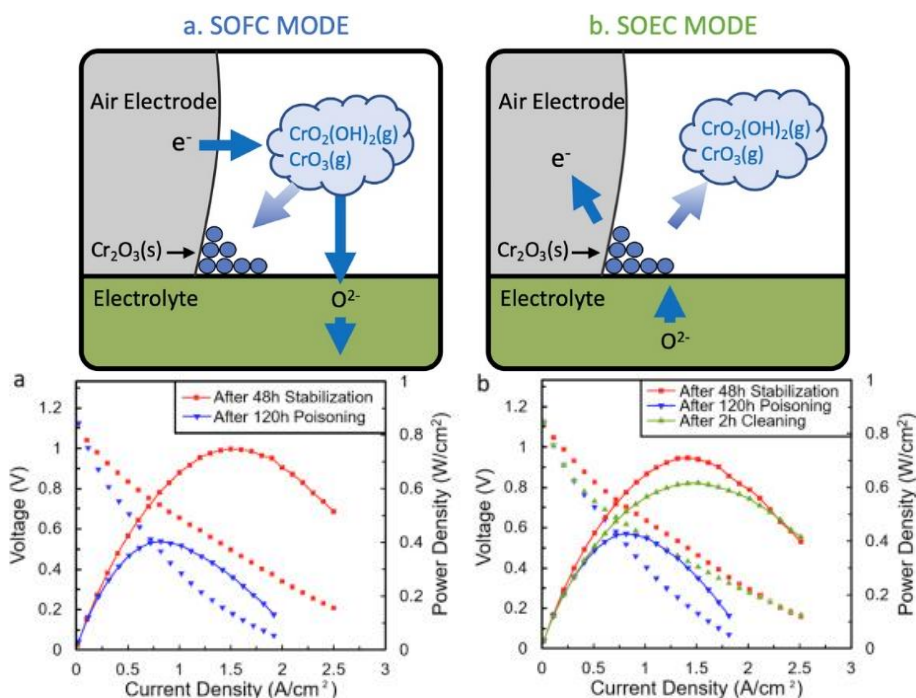 a. SOFC MODE
Air Electrode
e-
CrO2(OH)2(g)
CrO3(g)
Cr2O3(s)
Electrolyte
O2-
b. SOEC MODE
Air Electrode
e-
CrO2(OH)2(g)
CrO3(g)
Cr2O3(s)
Electrolyte
O2-
a
After 48h Stabilization
After 120h Poisoning
Voltage (V)
1.2
1
0.8
0.6
0.4
0.2
0
Power Density (W/cm2)
1
0.8
0.6
0.4
0.2
0
0 0.5 1 1.5 2 2.5 3
Current Density (A/cm2)
b
After 48h Stabilization
After 120h Poisoning
After 2h Cleaning
Voltage (V)
1.2
1
0.8
0.6
0.4
0.2
0
Power Density (W/cm2)
1
0.8
0.6
0.4
0.2
0
0 0.5 1 1.5 2 2.5 3
Current Density (A/cm2)